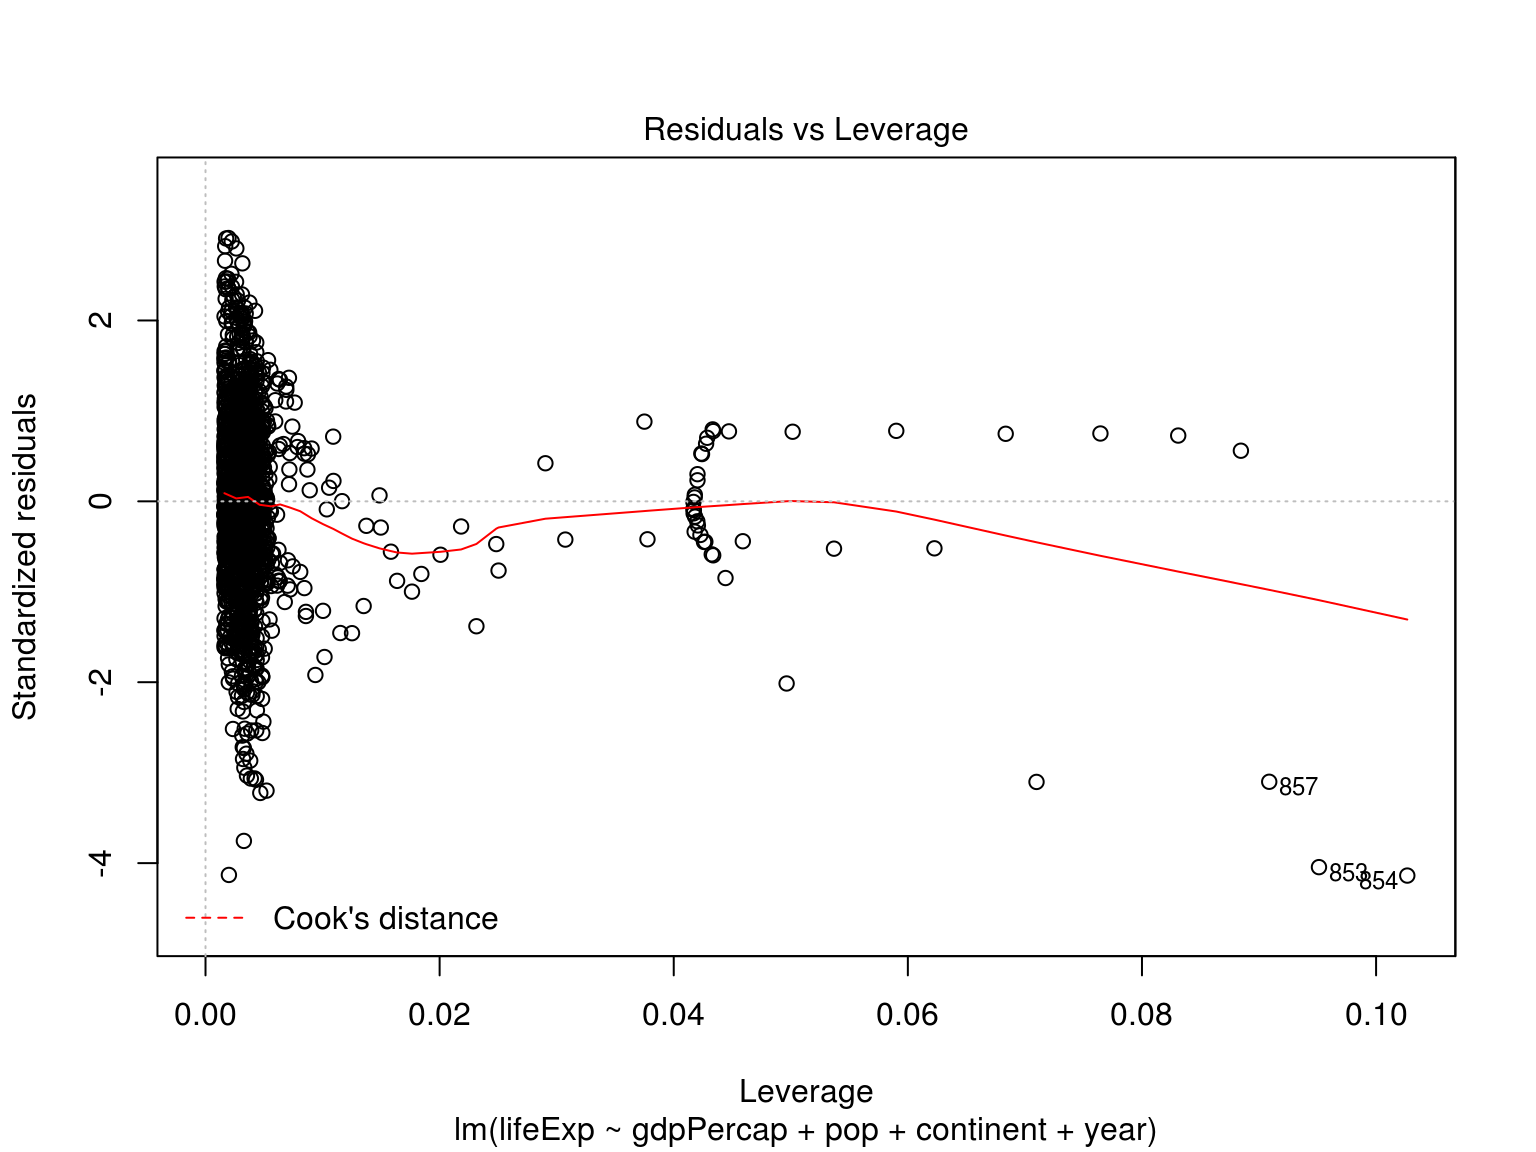 Residuals vs Leverage
Standardized residuals
2
0
-2
-4
857
853
854
Cook's distance
0.00 0.02 0.04 0.06 0.08 0.10
Leverage
lm(lifeExp ~ gdpPercap + pop + continent + year)